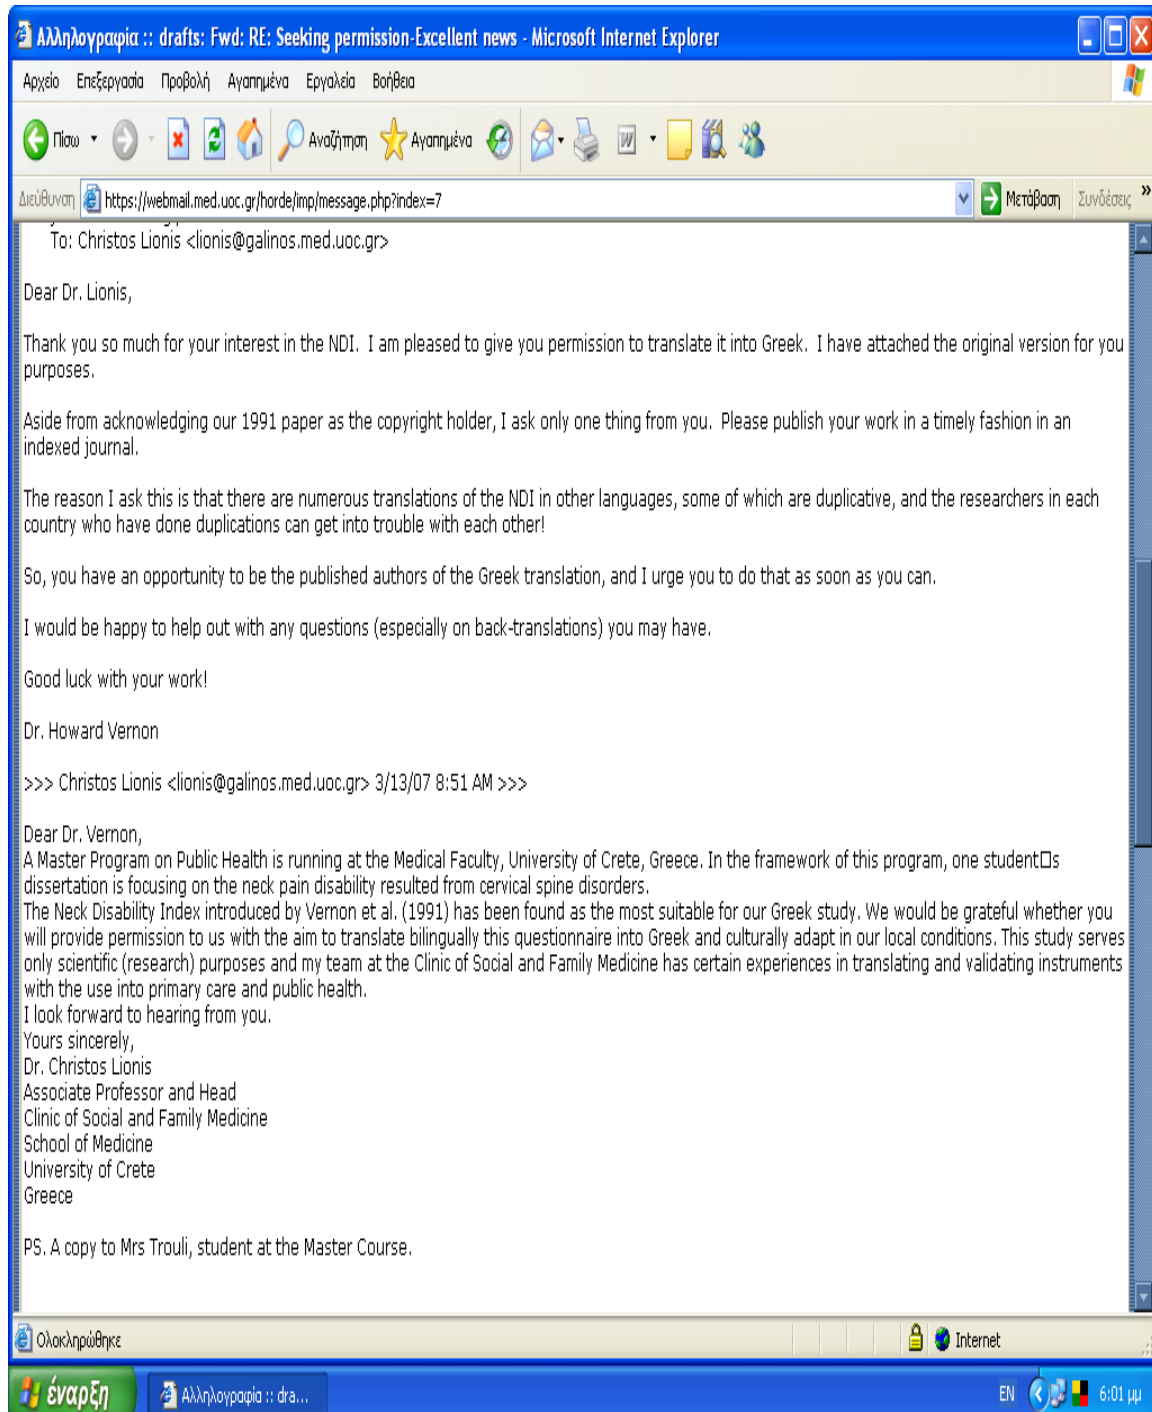 Αλληλογραφία :: drafts: Fwd: RE: Seeking permission-Excellent news - Microsoft Internet Explorer
Αρχείο Επεξεργασία Προβολή Αγαπημένα Εργαλεία Βοήθεια
Πίσω Αναζήτηση Αγαπημένα
Διεύθυνση https://webmail.med.uoc.gr/horde/imp/message.php?index=7 Μετάβαση Συνδέσεις »
To: Christos Lionis <lionis@galinos.med.uoc.gr>
Dear Dr. Lionis,
Thank you so much for your interest in the NDI. I am pleased to give you permission to translate it into Greek. I have attached the original version for you
purposes.
Aside from acknowledging our 1991 paper as the copyright holder, I ask only one thing from you. Please publish your work in a timely fashion in an
indexed journal.
The reason I ask this is that there are numerous translations of the NDI in other languages, some of which are duplicative, and the researchers in each
country who have done duplications can get into trouble with each other!
So, you have an opportunity to be the published authors of the Greek translation, and I urge you to do that as soon as you can.
I would be happy to help out with any questions (especially on back-translations) you may have.
Good luck with your work!
Dr. Howard Vernon
>>> Christos Lionis <lionis@galinos.med.uoc.gr> 3/13/07 8:51 AM >>>
Dear Dr. Vernon,
A Master Program on Public Health is running at the Medical Faculty, University of Crete, Greece. In the framework of this program, one student□s
dissertation is focusing on the neck pain disability resulted from cervical spine disorders.
The Neck Disability Index introduced by Vernon et al. (1991) has been found as the most suitable for our Greek study. We would be grateful whether you
will provide permission to us with the aim to translate bilingually this questionnaire into Greek and culturally adapt in our local conditions. This study serves
only scientific (research) purposes and my team at the Clinic of Social and Family Medicine has certain experiences in translating and validating instruments
with the use into primary care and public health.
I look forward to hearing from you.
Yours sincerely,
Dr. Christos Lionis
Associate Professor and Head
Clinic of Social and Family Medicine
School of Medicine
University of Crete
Greece
PS. A copy to Mrs Trouli, student at the Master Course.
Ολοκληρώθηκε Internet
έναρξη Αλληλογραφία :: dra... EN 6:01 μμ